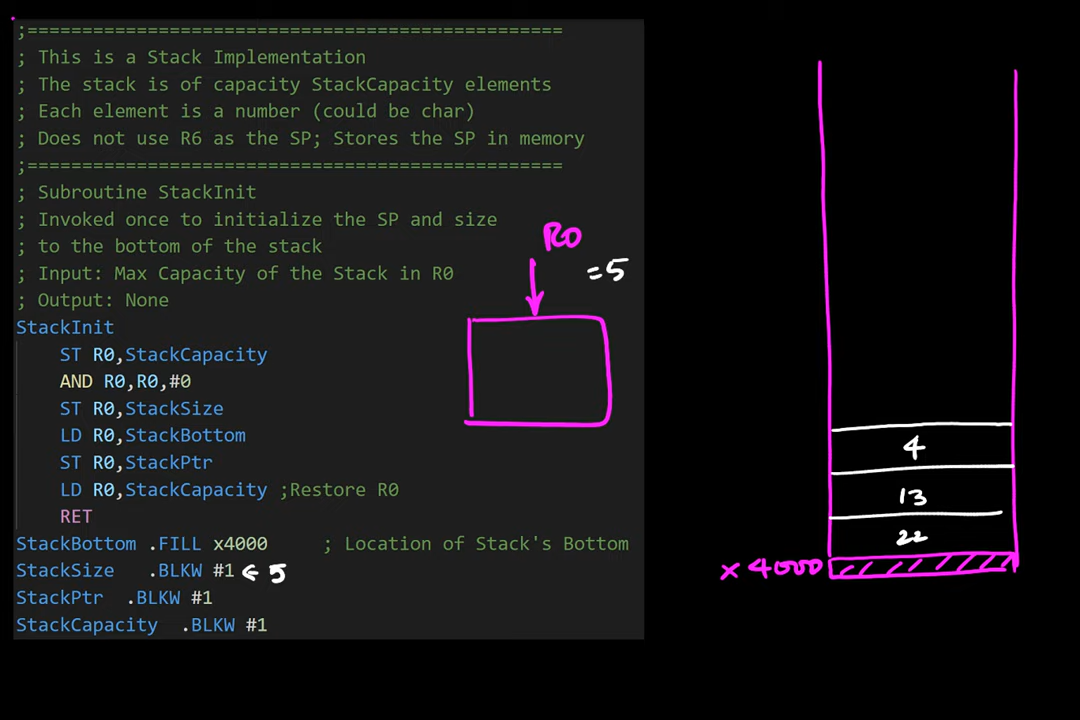 ;=================================================
; This is a Stack Implementation
; The stack is of capacity StackCapacity elements
; Each element is a number (could be char)
; Does not use R6 as the SP; Stores the SP in memory
;=================================================
; Subroutine StackInit
; Invoked once to initialize the SP and size
; to the bottom of the stack
; Input: Max Capacity of the Stack in R0
; Output: None
StackInit
ST R0,StackCapacity
AND R0,R0,#0
ST R0,StackSize
LD R0,StackBottom
ST R0,StackPtr
LD R0,StackCapacity ;Restore R0
RET
StackBottom .FILL x4000 ; Location of Stack's Bottom
StackSize .BLKW #1 ← 5
StackPtr .BLKW #1
StackCapacity .BLKW #1
R0
=5
4
13
22
x4000